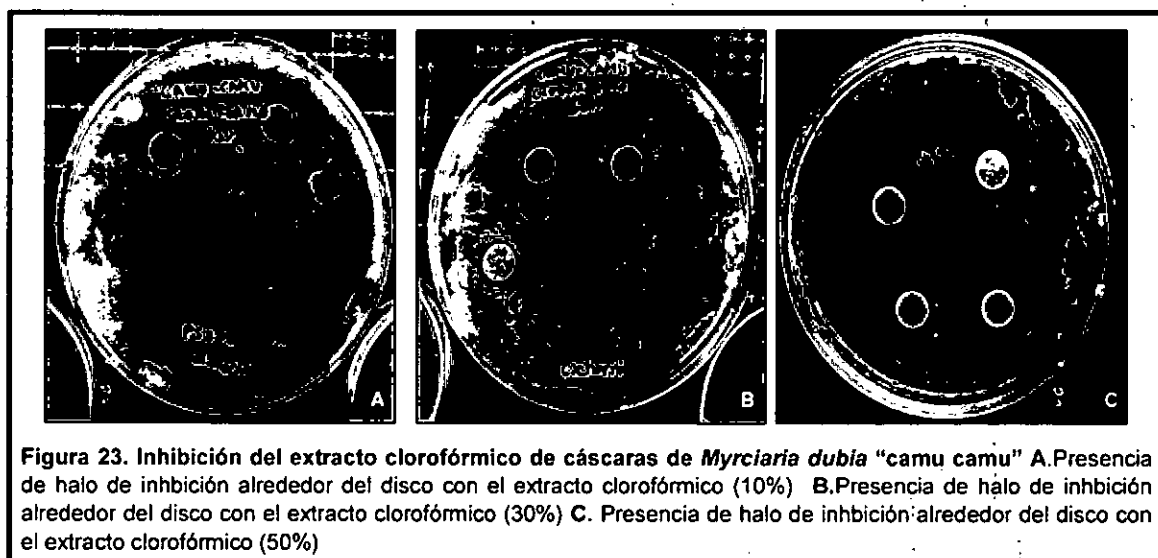 A
B
C
Figura 23. Inhibición del extracto clorofórmico de cáscaras de Myrciaria dubia “camu camu” A.Presencia
de halo de inhbición alrededor del disco con el extracto clorofórmico (10%) B.Presencia de halo de inhbición
alrededor del disco con el extracto clorofórmico (30%) C. Presencia de halo de inhbición alrededor del disco con
el extracto clorofórmico (50%)